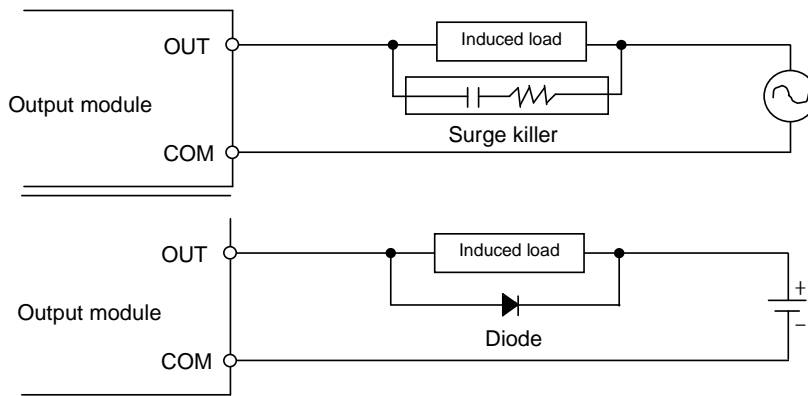 OUT
Induced load
Output module
Surge killer
COM
OUT
Induced load
+
Output module
−
Diode
COM